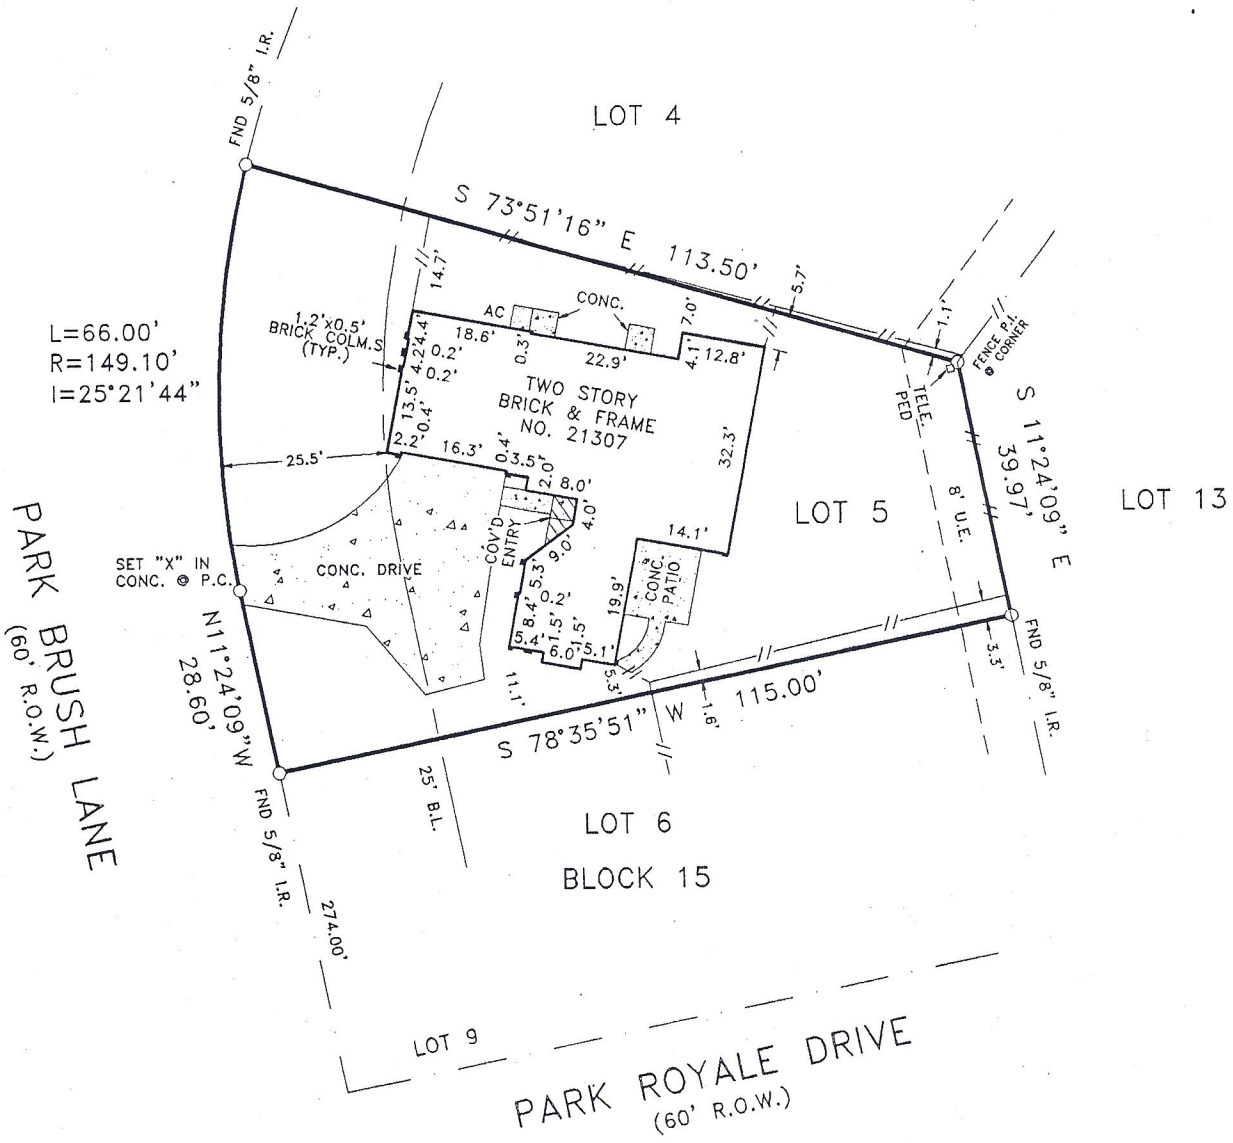 FND 5/8" I.R.
LOT 4
S 73°51'16" E 113.50'
5.7'
1.1'
FENCE P.I.
@ CORNER
TELE.
PED
S 11°24'09" E
39.97'
LOT 13
L=66.00'
R=149.10'
I=25°21'44"
1.2'x0.5'
BRICK COLM.S
(TYP.)
14.7'
AC
CONC.
18.6'
0.3'
22.9'
7.0'
4.1'
12.8'
4.4'
4.2'
0.2'
0.2'
13.5'
0.4'
2.2'
16.3'
0.4'
3.5'
2.0'
8.0'
4.0'
9.0'
TWO STORY
BRICK & FRAME
NO. 21307
32.3'
25.5'
LOT 5
8' U.E.
14.1'
COV'D
ENTRY
CONC. DRIVE
CONC.
PATIO
19.9'
5.3'
0.2'
8.4'
1.5'
1.5'
5.4'
6.0'
5.1'
5.3'
11.1'
SET "X" IN
CONC. @ P.C.
PARK BRUSH LANE
(60' R.O.W.)
N11°24'09"W
28.60'
S 78°35'51" W 115.00'
1.6'
3.3'
FND 5/8" I.R.
FND 5/8" I.R.
25' B.L.
LOT 6
BLOCK 15
274.00'
LOT 9
PARK ROYALE DRIVE
(60' R.O.W.)